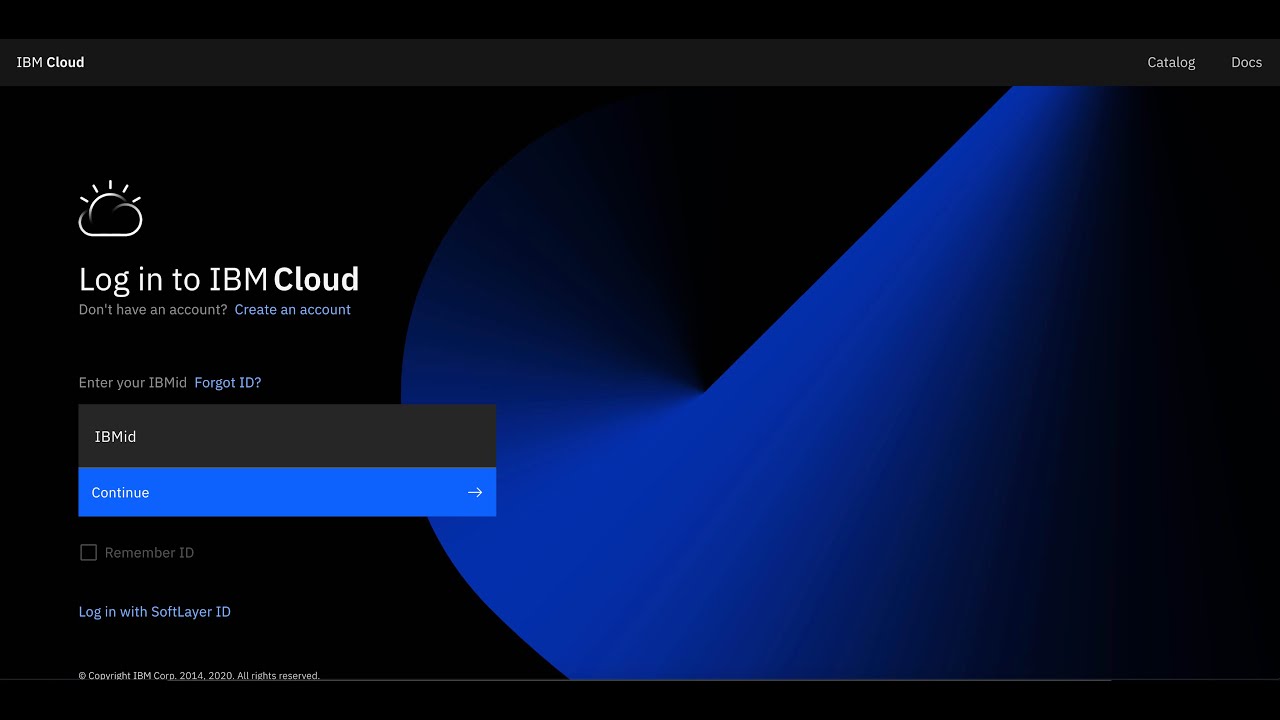 IBM Cloud
Catalog
Docs
Log in to IBM Cloud
Don't have an account? Create an account
Enter your IBMid Forgot ID?
IBMid
Continue
Remember ID
Log in with SoftLayer ID
© Copyright IBM Corp. 2014, 2020. All rights reserved.